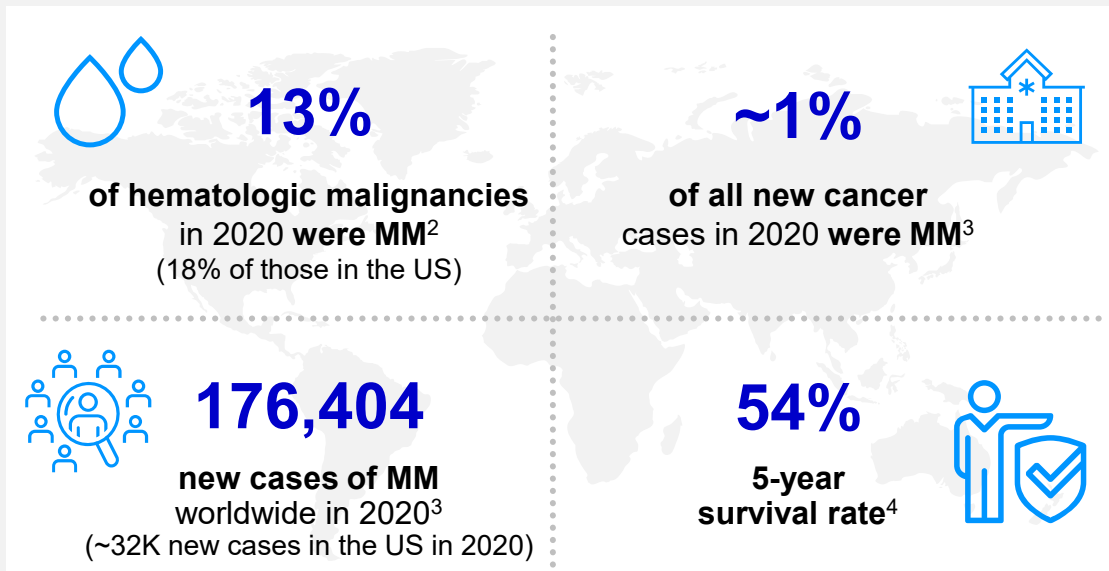 13%
of hematologic malignancies
in 2020 were MM²
(18% of those in the US)
~1%
of all new cancer
cases in 2020 were MM³
176,404
new cases of MM
worldwide in 2020³
(~32K new cases in the US in 2020)
54%
5-year
survival rate⁴